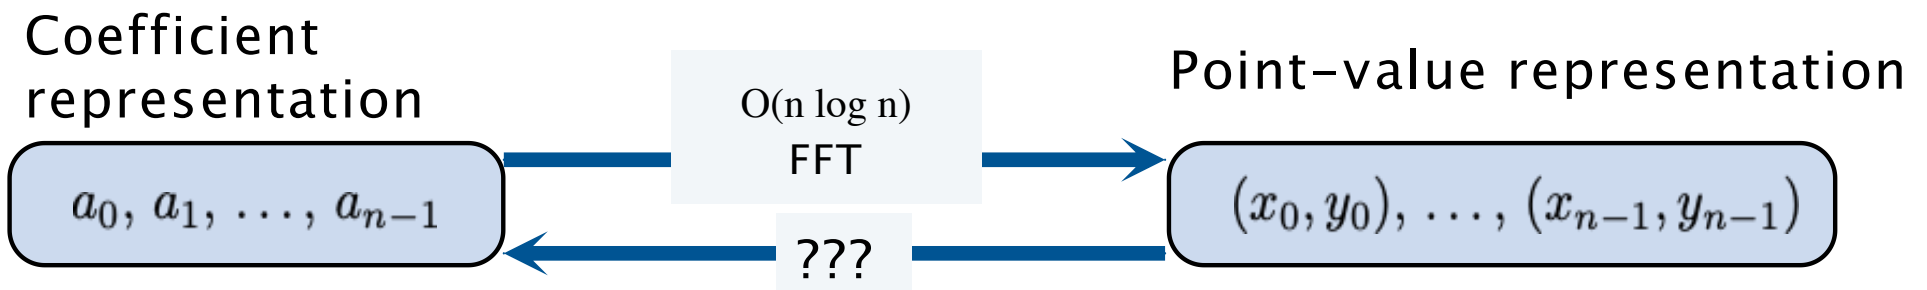 Coefficient
representation
Point-value representation
O(n log n)
FFT
a₀, a₁, …, aₙ₋₁
(x₀, y₀), …, (xₙ₋₁, yₙ₋₁)
???